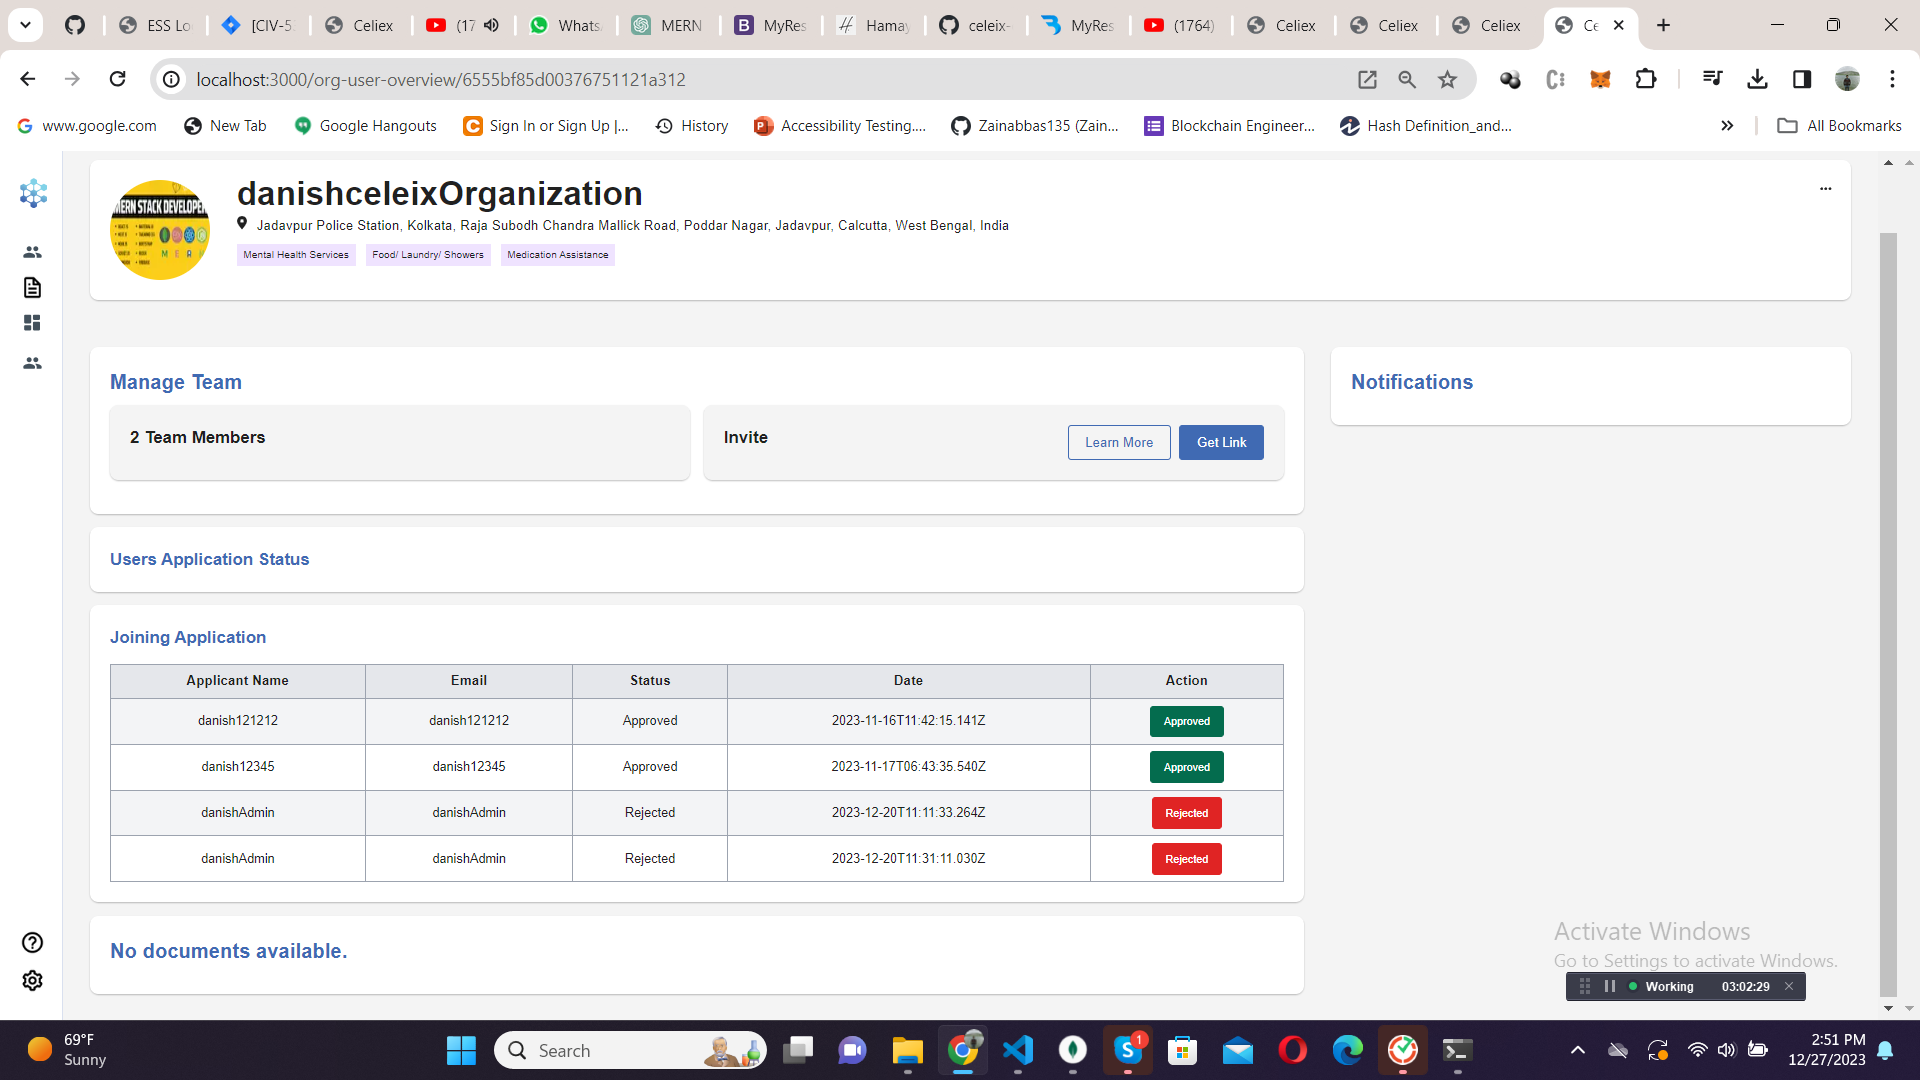 ESS Lo
[CIV-5
Celiex
(17
Whats
MERN
MyRes
Hamay
celeix-
MyRes
(1764)
Celiex
Celiex
Celiex
Ce
localhost:3000/org-user-overview/6555bf85d00376751121a312
www.google.com
New Tab
Google Hangouts
Sign In or Sign Up |...
History
Accessibility Testing....
Zainabbas135 (Zain...
Blockchain Engineer...
Hash Definition_and...
All Bookmarks
MERN STACK DEVELOPER
danishceleixOrganization
Jadavpur Police Station, Kolkata, Raja Subodh Chandra Mallick Road, Poddar Nagar, Jadavpur, Calcutta, West Bengal, India
Mental Health Services
Food/ Laundry/ Showers
Medication Assistance
Manage Team
Notifications
2 Team Members
Invite
Learn More
Get Link
Users Application Status
Joining Application
Applicant Name Email Status Date Action
danish121212 danish121212 Approved 2023-11-16T11:42:15.141Z Approved
danish12345 danish12345 Approved 2023-11-17T06:43:35.540Z Approved
danishAdmin danishAdmin Rejected 2023-12-20T11:11:33.264Z Rejected
danishAdmin danishAdmin Rejected 2023-12-20T11:31:11.030Z Rejected
No documents available.
Activate Windows
Go to Settings to activate Windows.
Working 03:02:29
69°F
Sunny
Search
1
2:51 PM
12/27/2023